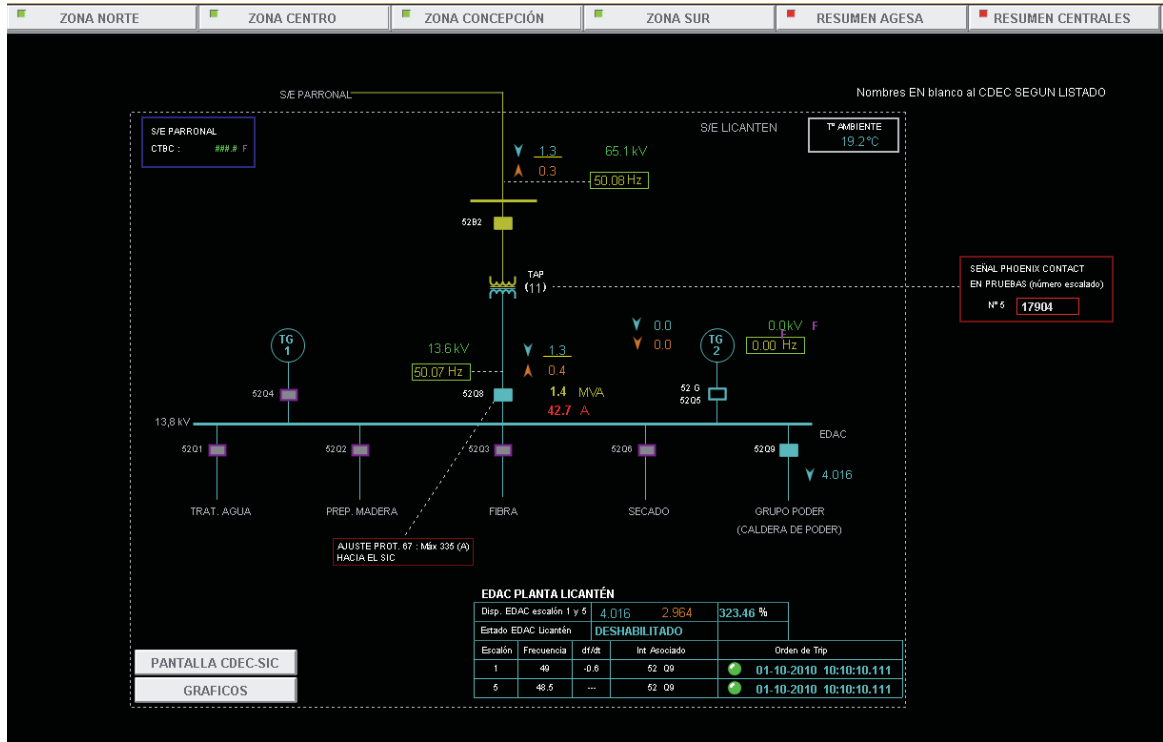 ZONA NORTE
ZONA CENTRO
ZONA CONCEPCIÓN
ZONA SUR
RESUMEN AGESA
RESUMEN CENTRALES
S/E PARRONAL
Nombres EN blanco al CDEC SEGUN LISTADO
S/E PARRONAL
CTBC : ###.# F
S/E LICANTEN
Tª AMBIENTE
19.2ºC
1.3 65.1 kV
0.3
50.08 Hz
52B2
TAP
(11)
SEÑAL PHOENIX CONTACT
EN PRUEBAS (número escalado)
Nº 5 17904
TG
1
13.6 kV
1.3
50.07 Hz
0.4
0.0
0.0
TG
2
0.0 kV F
F
0.00 Hz
52Q4
52Q8
1.4 MVA
42.7 A
52 G
52Q5
13,8 kV
EDAC
52Q1
52Q2
52Q3
52Q6
52Q9
4.016
TRAT. AGUA
PREP. MADERA
FIBRA
SECADO
GRUPO PODER
(CALDERA DE PODER)
AJUSTE PROT. 67 : Máx 335 (A)
HACIA EL SIC
EDAC PLANTA LICANTÉN
Disp. EDAC escalón 1 y 5 4.016 2.964 323.46 %
Estado EDAC Licantén DESHABILITADO
Escalón Frecuencia df/dt Int Asociado Orden de Trip
1 49 -0.6 52 Q9 01-10-2010 10:10:10.111
5 48.5 --- 52 Q9 01-10-2010 10:10:10.111
PANTALLA CDEC-SIC
GRAFICOS